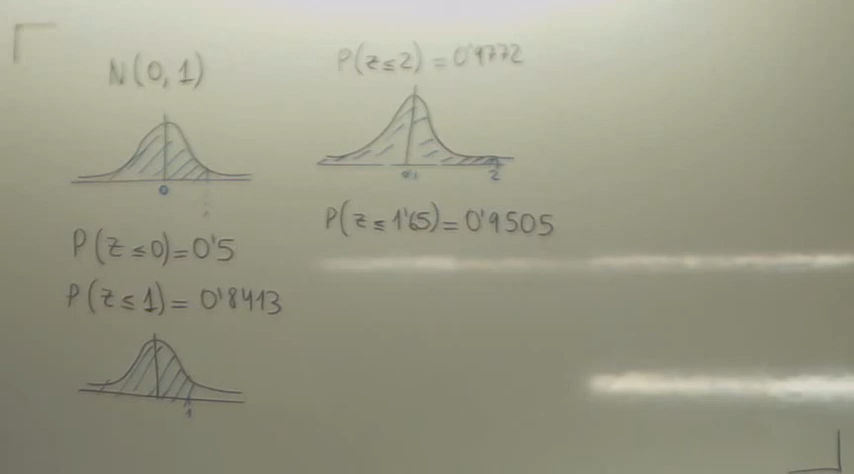 N(0, 1)
0
P(z≤0)=0'5
P(z≤1)=0'8413
1
P(z≤2)=0'9772
2
P(z≤1'65)=0'9505